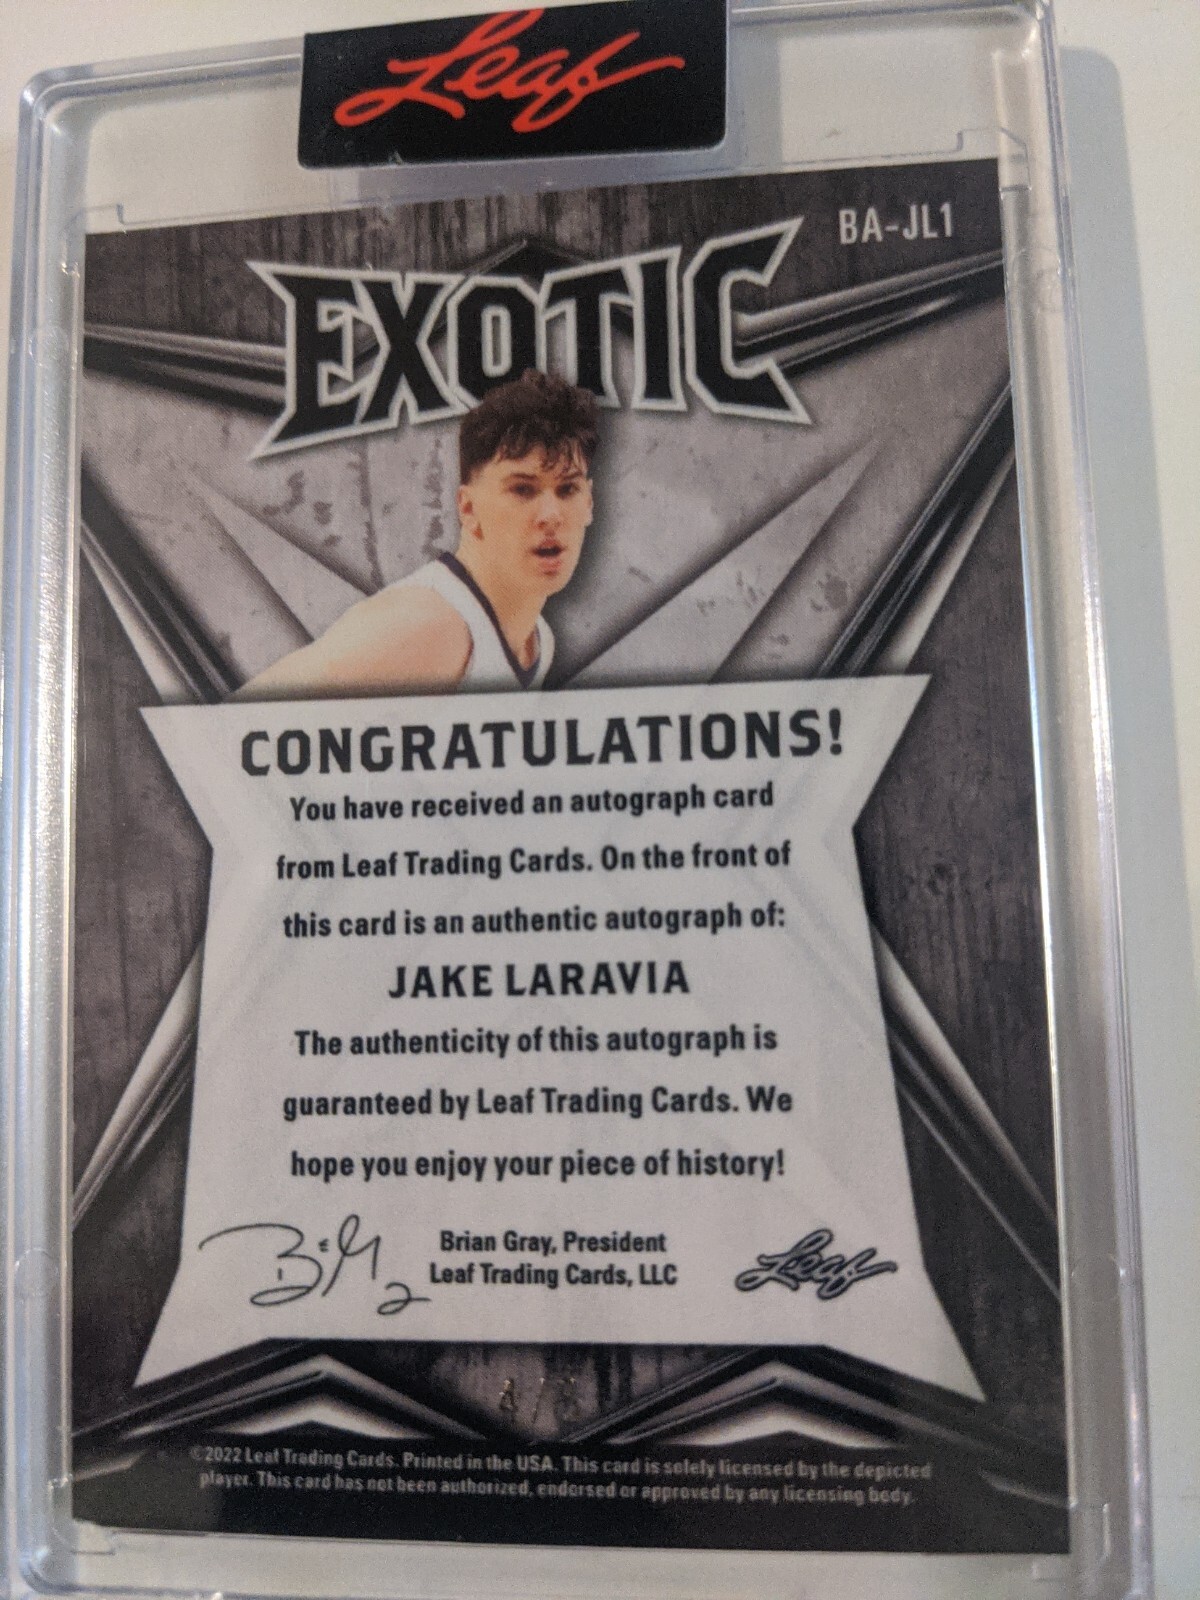 Leaf
BA-JL1
EXOTIC
CONGRATULATIONS!
You have received an autograph card
from Leaf Trading Cards. On the front of
this card is an authentic autograph of:
JAKE LARAVIA
The authenticity of this autograph is
guaranteed by Leaf Trading Cards. We
hope you enjoy your piece of history!
Brian Gray, President
Leaf Trading Cards, LLC
Leaf
©2022 Leaf Trading Cards. Printed in the USA. This card is solely licensed by the depicted
player. This card has not been authorized, endorsed or approved by any licensing body.